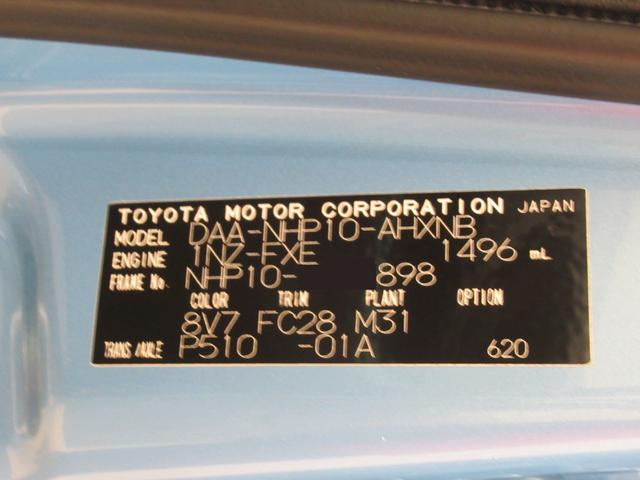 TOYOTA MOTOR CORPORATION JAPAN
MODEL DAA-NHP10-AHXNB
ENGINE 1NZ-FXE 1496 mL
FRAME No. NHP10- 898
COLOR TRIM PLANT OPTION
8V7 FC28 M31
TRANS/AXLE P510 -01A 620